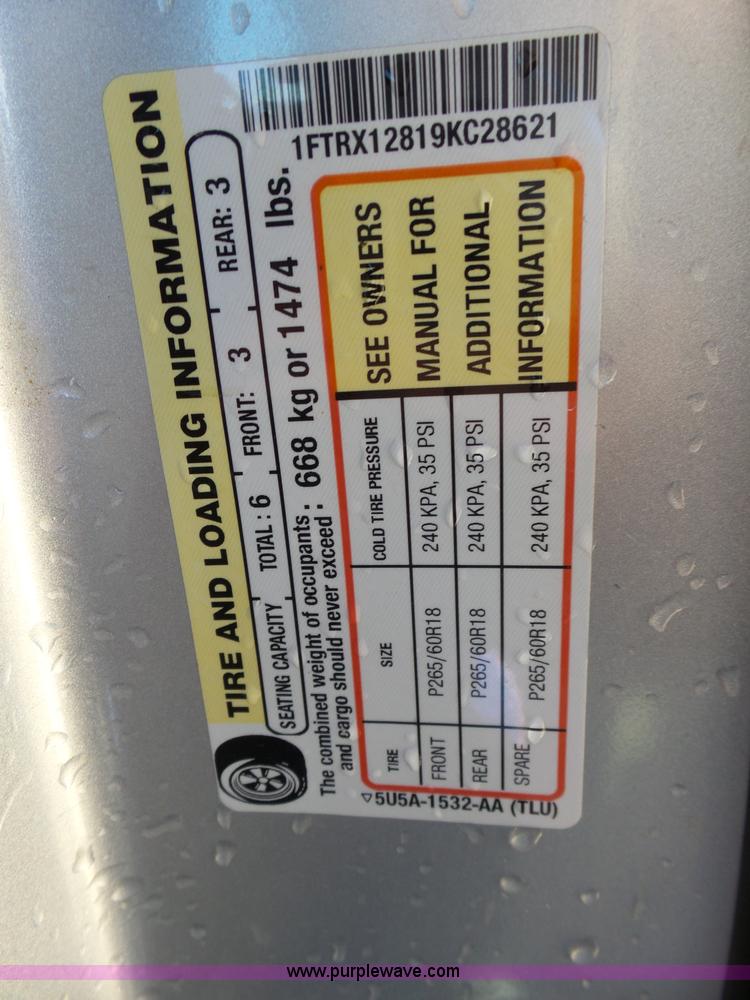 1FTRX12819KC28621
TIRE AND LOADING INFORMATION
SEATING CAPACITY TOTAL: 6 FRONT: 3 REAR: 3
The combined weight of occupants and cargo should never exceed : 668 kg or 1474 lbs.
TIRE SIZE COLD TIRE PRESSURE
FRONT P265/60R18 240 KPA, 35 PSI
REAR P265/60R18 240 KPA, 35 PSI
SPARE P265/60R18 240 KPA, 35 PSI
SEE OWNERS
MANUAL FOR
ADDITIONAL
INFORMATION
5U5A-1532-AA (TLU)
www.purplewave.com